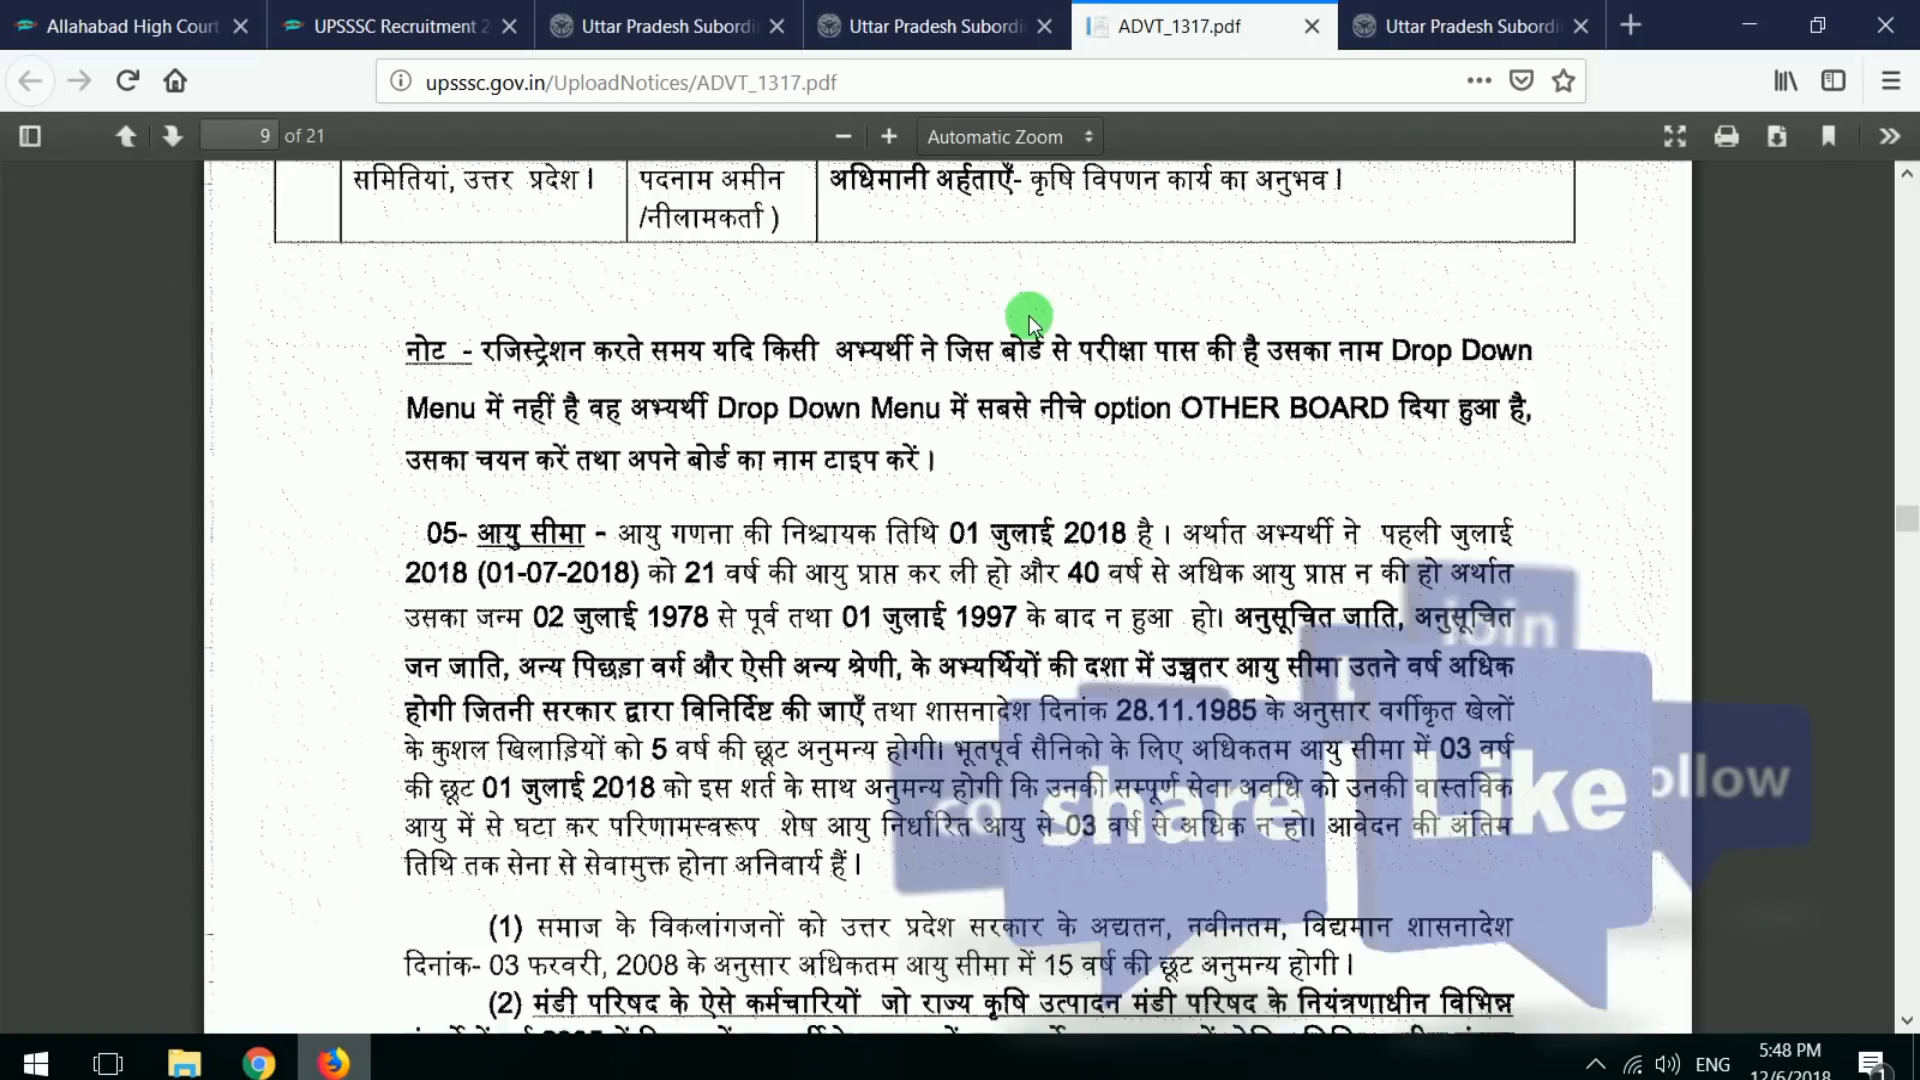 Allahabad High Court
UPSSSC Recruitment 2
Uttar Pradesh Subordi
Uttar Pradesh Subordi
ADVT_1317.pdf
Uttar Pradesh Subordi
upsssc.gov.in/UploadNotices/ADVT_1317.pdf
9 of 21
Automatic Zoom
समितियां, उत्तर प्रदेश।
पदनाम अमीन
/नीलामकर्ता )
अधिमानी अर्हताएँ- कृषि विपणन कार्य का अनुभव।
नोट - रजिस्ट्रेशन करते समय यदि किसी अभ्यर्थी ने जिस बोर्ड से परीक्षा पास की है उसका नाम Drop Down
Menu में नहीं है वह अभ्यर्थी Drop Down Menu में सबसे नीचे option OTHER BOARD दिया हुआ है,
उसका चयन करें तथा अपने बोर्ड का नाम टाइप करें।
05- आयु सीमा - आयु गणना की निश्चायक तिथि 01 जुलाई 2018 है। अर्थात अभ्यर्थी ने पहली जुलाई
2018 (01-07-2018) को 21 वर्ष की आयु प्राप्त कर ली हो और 40 वर्ष से अधिक आयु प्राप्त न की हो अर्थात
उसका जन्म 02 जुलाई 1978 से पूर्व तथा 01 जुलाई 1997 के बाद न हुआ हो। अनुसूचित जाति, अनुसूचित
जन जाति, अन्य पिछड़ा वर्ग और ऐसी अन्य श्रेणी, के अभ्यर्थियों की दशा में उच्चतर आयु सीमा उतने वर्ष अधिक
होगी जितनी सरकार द्वारा विनिर्दिष्ट की जाएँ तथा शासनादेश दिनांक 28.11.1985 के अनुसार वर्गीकृत खेलों
के कुशल खिलाड़ियों को 5 वर्ष की छूट अनुमन्य होगी। भूतपूर्व सैनिको के लिए अधिकतम आयु सीमा में 03 वर्ष
की छूट 01 जुलाई 2018 को इस शर्त के साथ अनुमन्य होगी कि उनकी सम्पूर्ण सेवा अवधि को उनकी वास्तविक
आयु में से घटा कर परिणामस्वरूप शेष आयु निर्धारित आयु से 03 वर्ष से अधिक न हो। आवेदन की अंतिम
तिथि तक सेना से सेवामुक्त होना अनिवार्य हैं।
join
share
Like
ollow
(1) समाज के विकलांगजनों को उत्तर प्रदेश सरकार के अद्यतन, नवीनतम, विद्यमान शासनादेश
दिनांक- 03 फरवरी, 2008 के अनुसार अधिकतम आयु सीमा में 15 वर्ष की छूट अनुमन्य होगी।
(2) मंडी परिषद के ऐसे कर्मचारियों जो राज्य कृषि उत्पादन मंडी परिषद के नियंत्रणाधीन विभिन्न
ENG
5:48 PM
12/6/2018